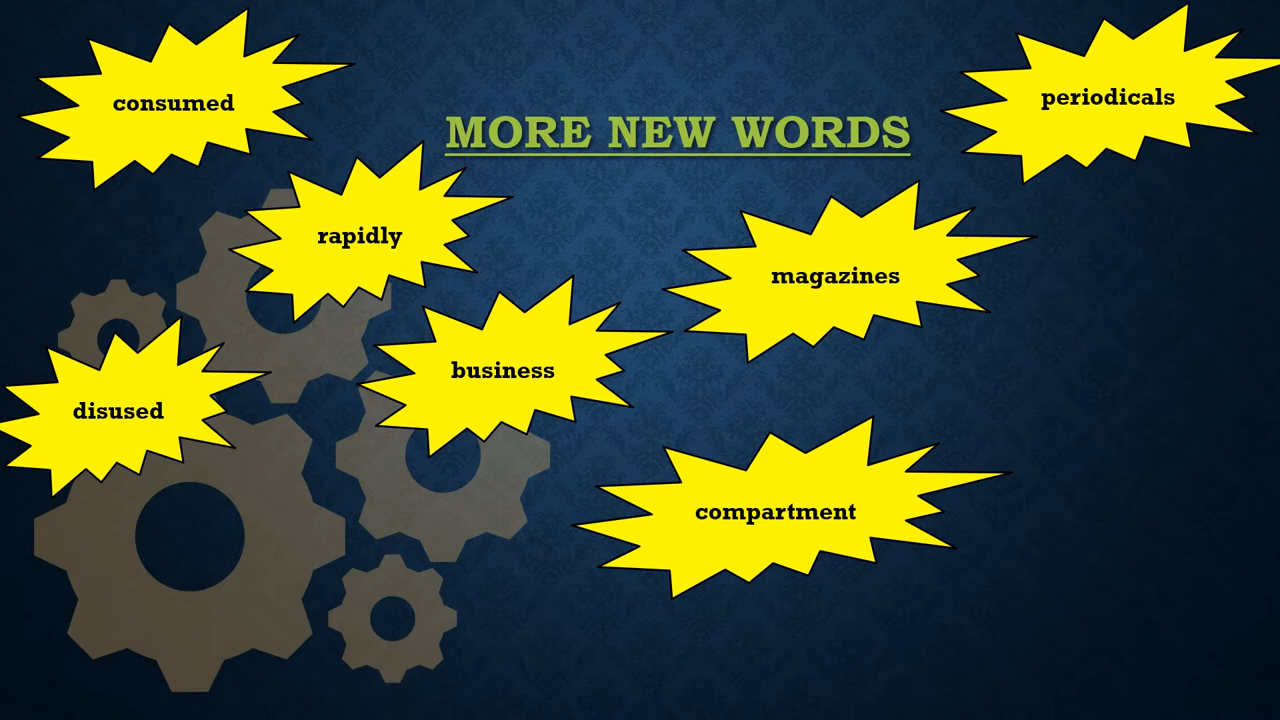 consumed
periodicals
MORE NEW WORDS
rapidly
magazines
business
disused
compartment